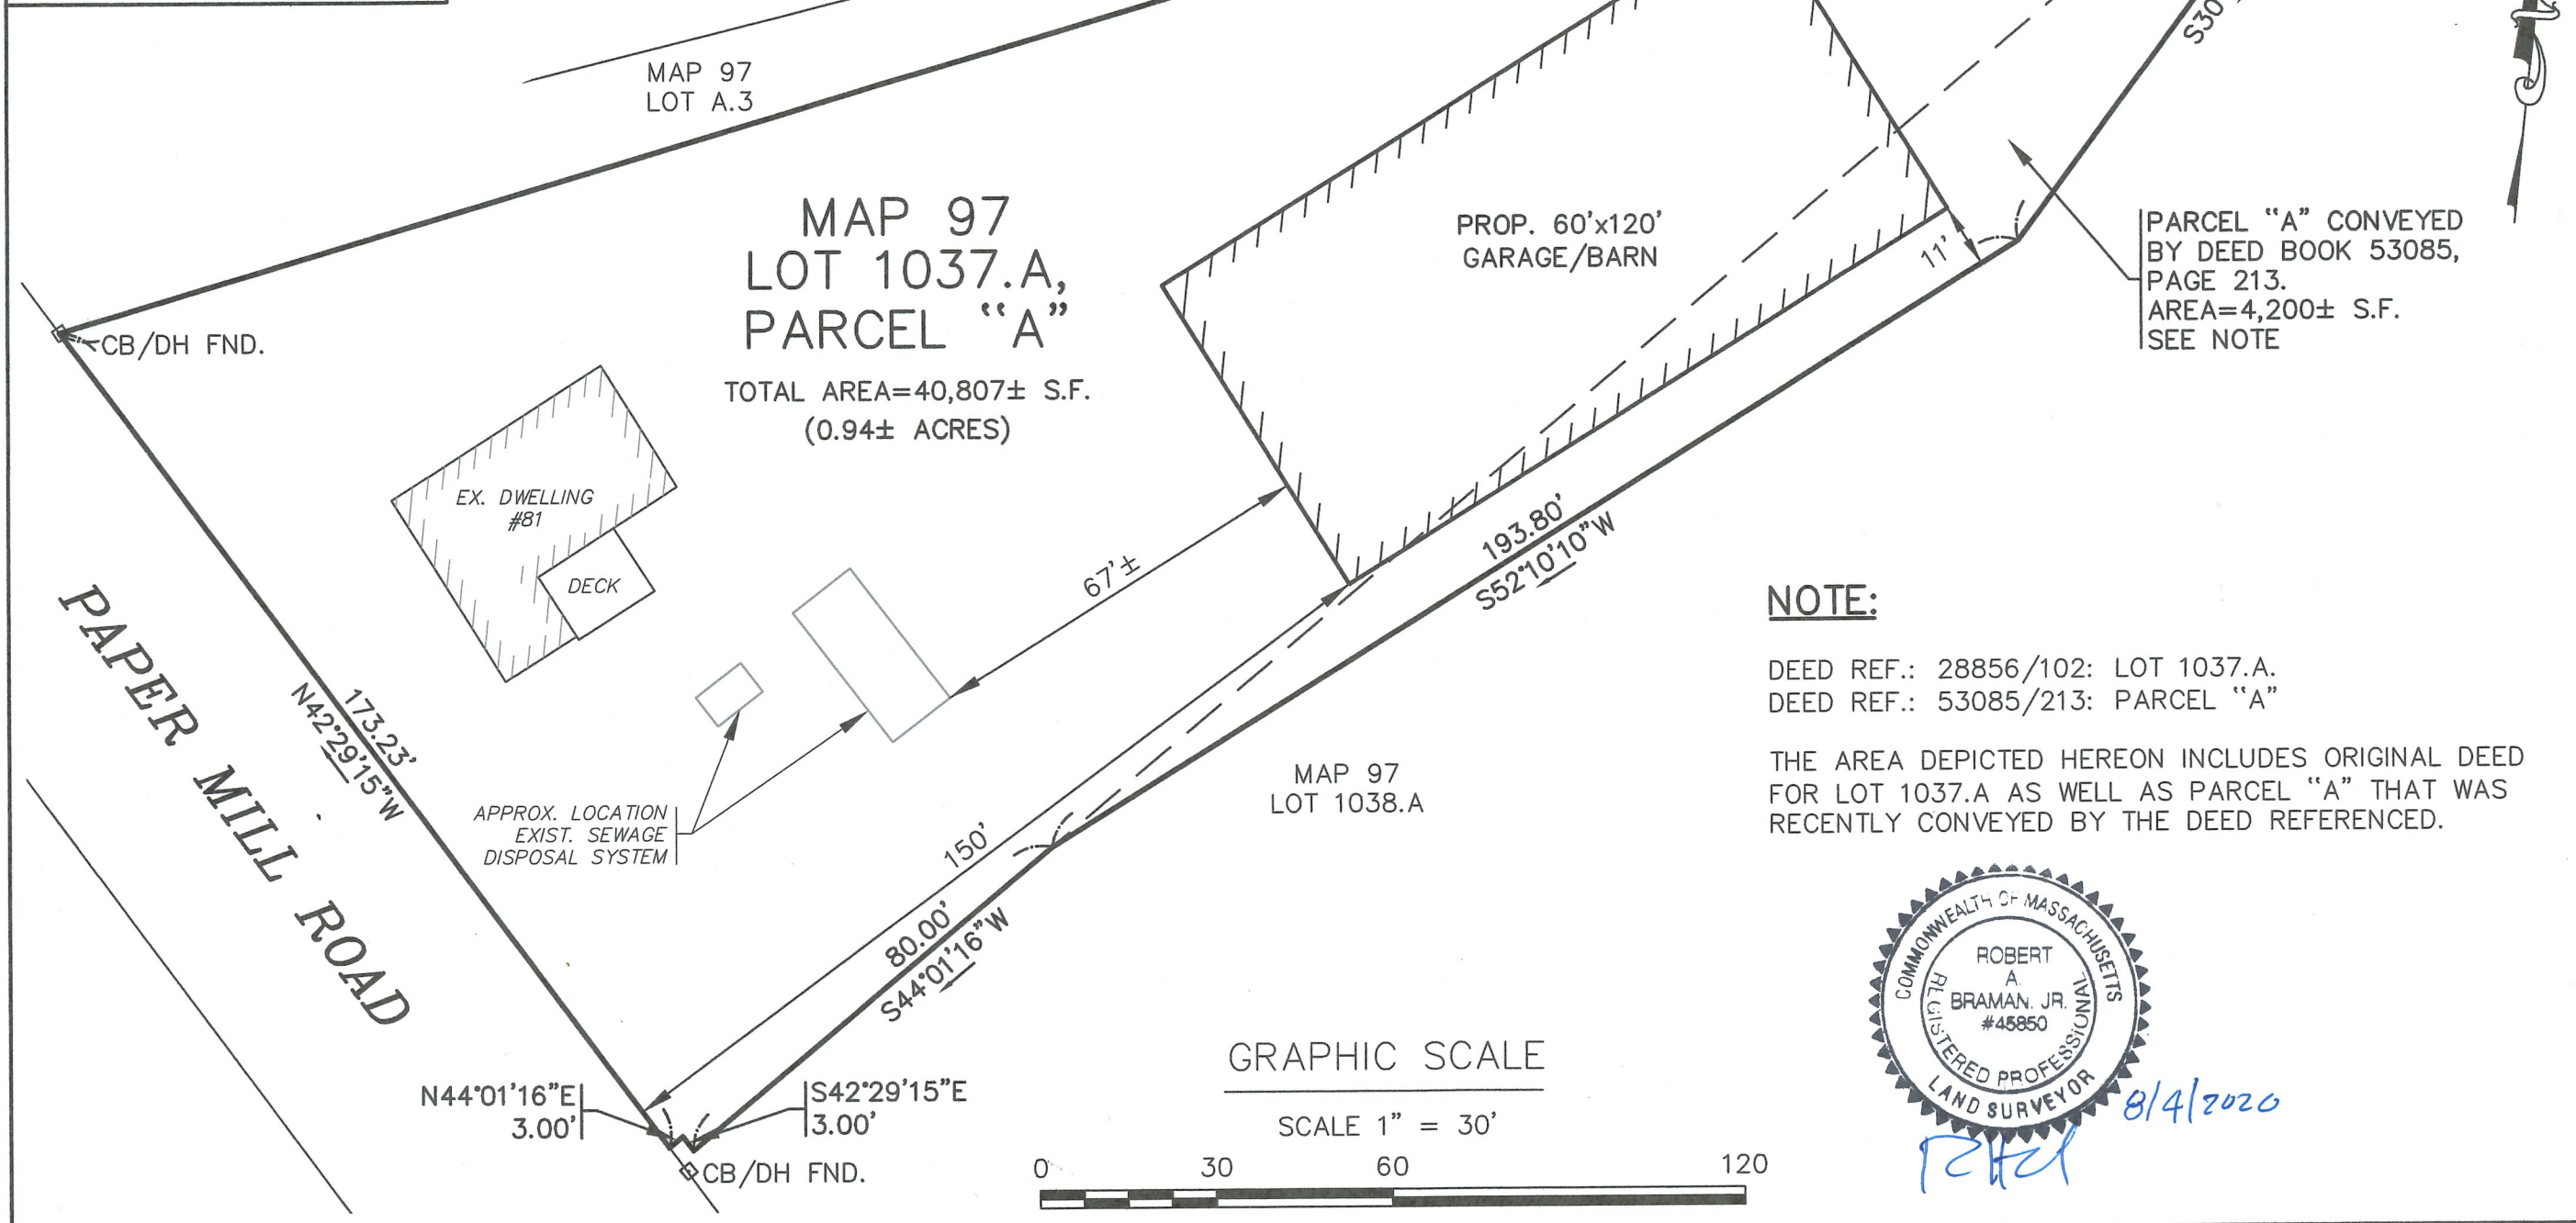 MAP 97
LOT A.3
S30°
MAP 97
LOT 1037.A,
PARCEL “A”
TOTAL AREA=40,807± S.F.
(0.94± ACRES)
PROP. 60'x120'
GARAGE/BARN
11'
PARCEL “A” CONVEYED
BY DEED BOOK 53085,
PAGE 213.
AREA=4,200± S.F.
SEE NOTE
CB/DH FND.
EX. DWELLING
#81
DECK
67'±
193.80'
S52°10'10”W
PAPER MILL ROAD
173.23'
N42°29'15”W
APPROX. LOCATION
EXIST. SEWAGE
DISPOSAL SYSTEM
150'
80.00'
S44°01'16”W
MAP 97
LOT 1038.A
NOTE:
DEED REF.: 28856/102: LOT 1037.A.
DEED REF.: 53085/213: PARCEL “A”
THE AREA DEPICTED HEREON INCLUDES ORIGINAL DEED
FOR LOT 1037.A AS WELL AS PARCEL “A” THAT WAS
RECENTLY CONVEYED BY THE DEED REFERENCED.
N44°01'16”E
3.00'
S42°29'15”E
3.00'
CB/DH FND.
GRAPHIC SCALE
SCALE 1” = 30'
0 30 60 120
COMMONWEALTH OF MASSACHUSETTS
ROBERT
A.
BRAMAN, JR.
#45850
REGISTERED PROFESSIONAL
LAND SURVEYOR
8/4/2020